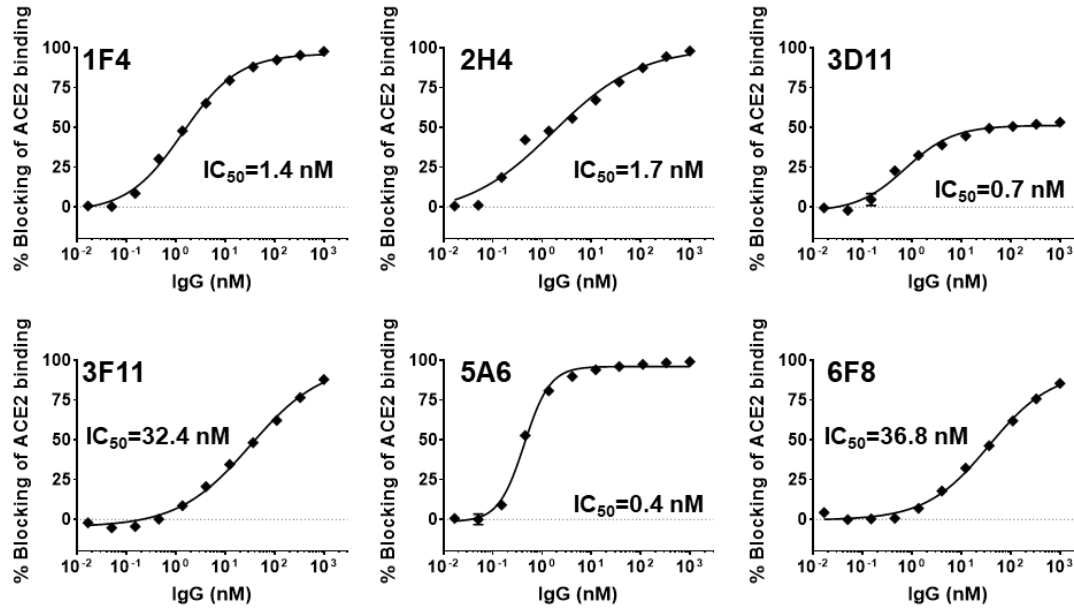 1F4
% Blocking of ACE2 binding
100
75
50
25
0
IC₅₀=1.4 nM
10⁻² 10⁻¹ 10⁰ 10¹ 10² 10³
IgG (nM)
2H4
% Blocking of ACE2 binding
100
75
50
25
0
IC₅₀=1.7 nM
10⁻² 10⁻¹ 10⁰ 10¹ 10² 10³
IgG (nM)
3D11
% Blocking of ACE2 binding
100
75
50
25
0
IC₅₀=0.7 nM
10⁻² 10⁻¹ 10⁰ 10¹ 10² 10³
IgG (nM)
3F11
% Blocking of ACE2 binding
100
75
50
25
0
IC₅₀=32.4 nM
10⁻² 10⁻¹ 10⁰ 10¹ 10² 10³
IgG (nM)
5A6
% Blocking of ACE2 binding
100
75
50
25
0
IC₅₀=0.4 nM
10⁻² 10⁻¹ 10⁰ 10¹ 10² 10³
IgG (nM)
6F8
% Blocking of ACE2 binding
100
75
50
25
0
IC₅₀=36.8 nM
10⁻² 10⁻¹ 10⁰ 10¹ 10² 10³
IgG (nM)